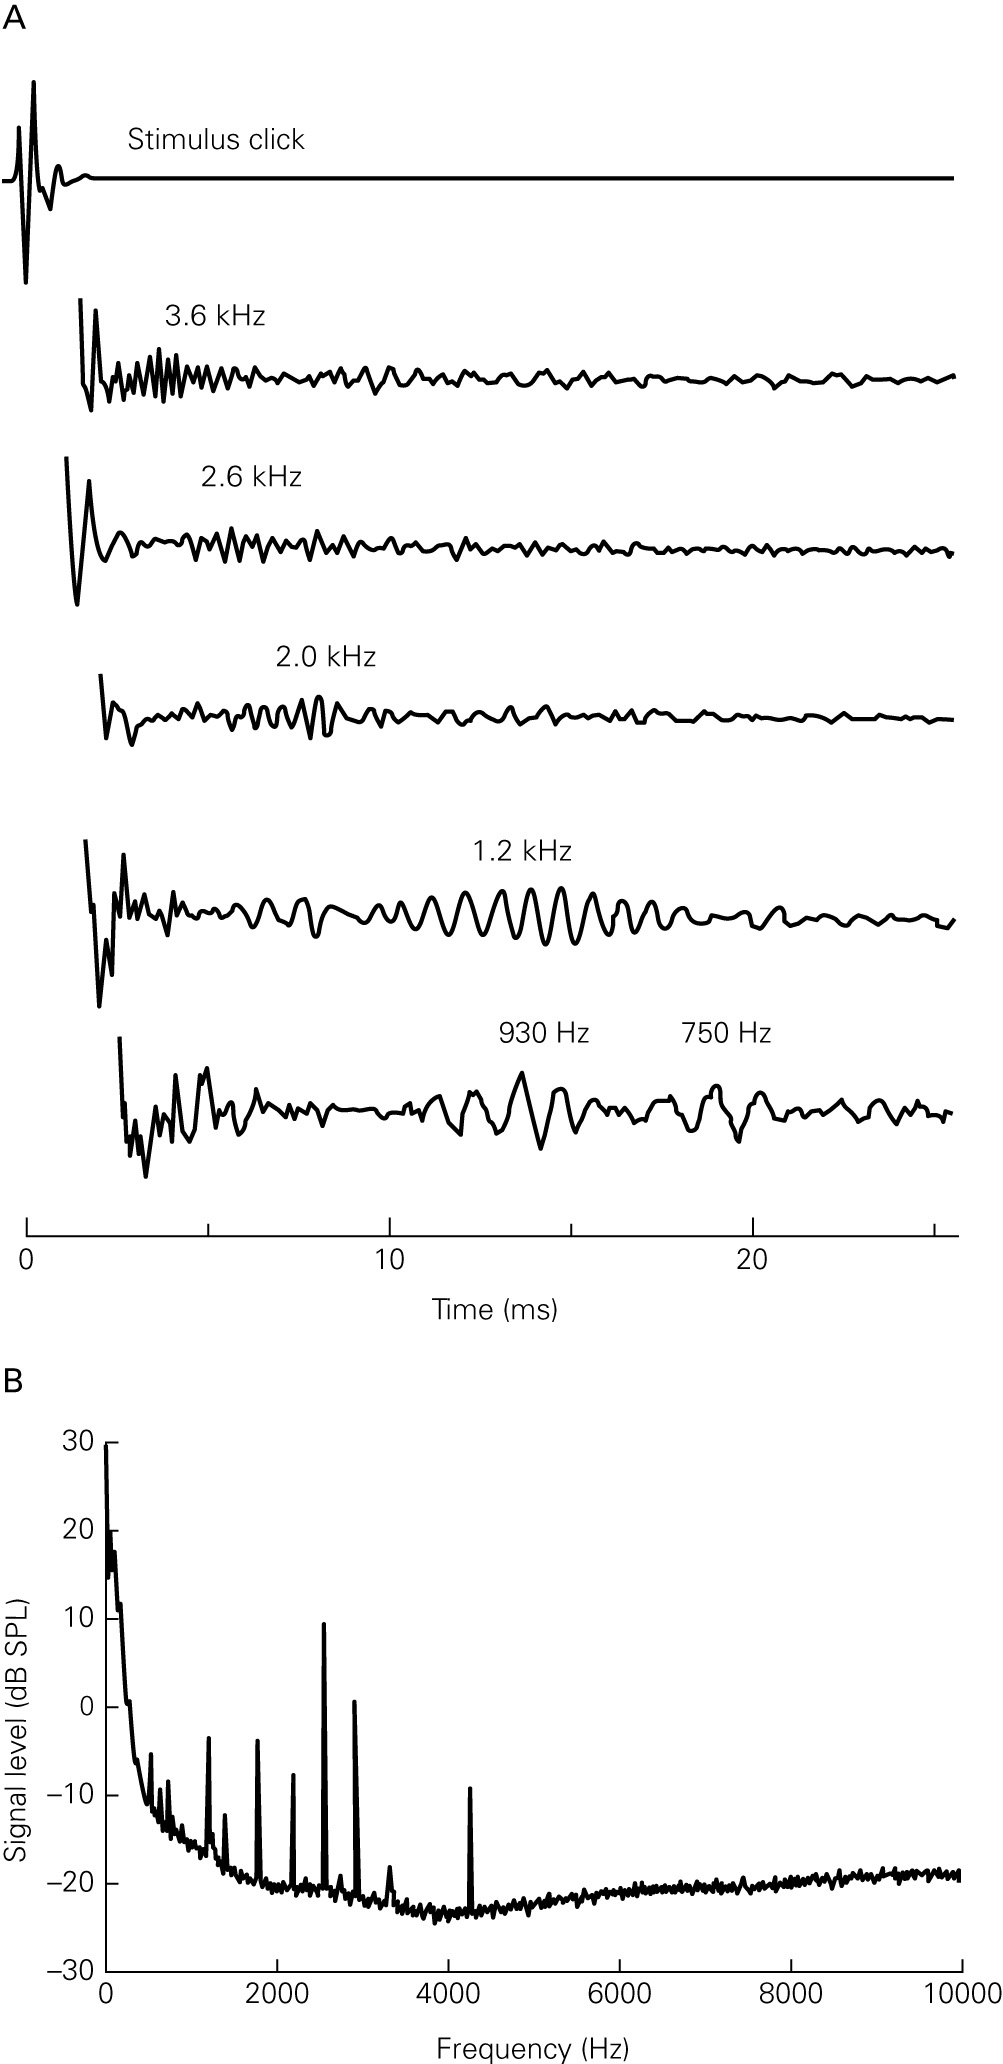 A
Stimulus click
3.6 kHz
2.6 kHz
2.0 kHz
1.2 kHz
930 Hz 750 Hz
0 10 20
Time (ms)
B
30
20
10
0
–10
–20
–30
Signal level (dB SPL)
0 2000 4000 6000 8000 10000
Frequency (Hz)